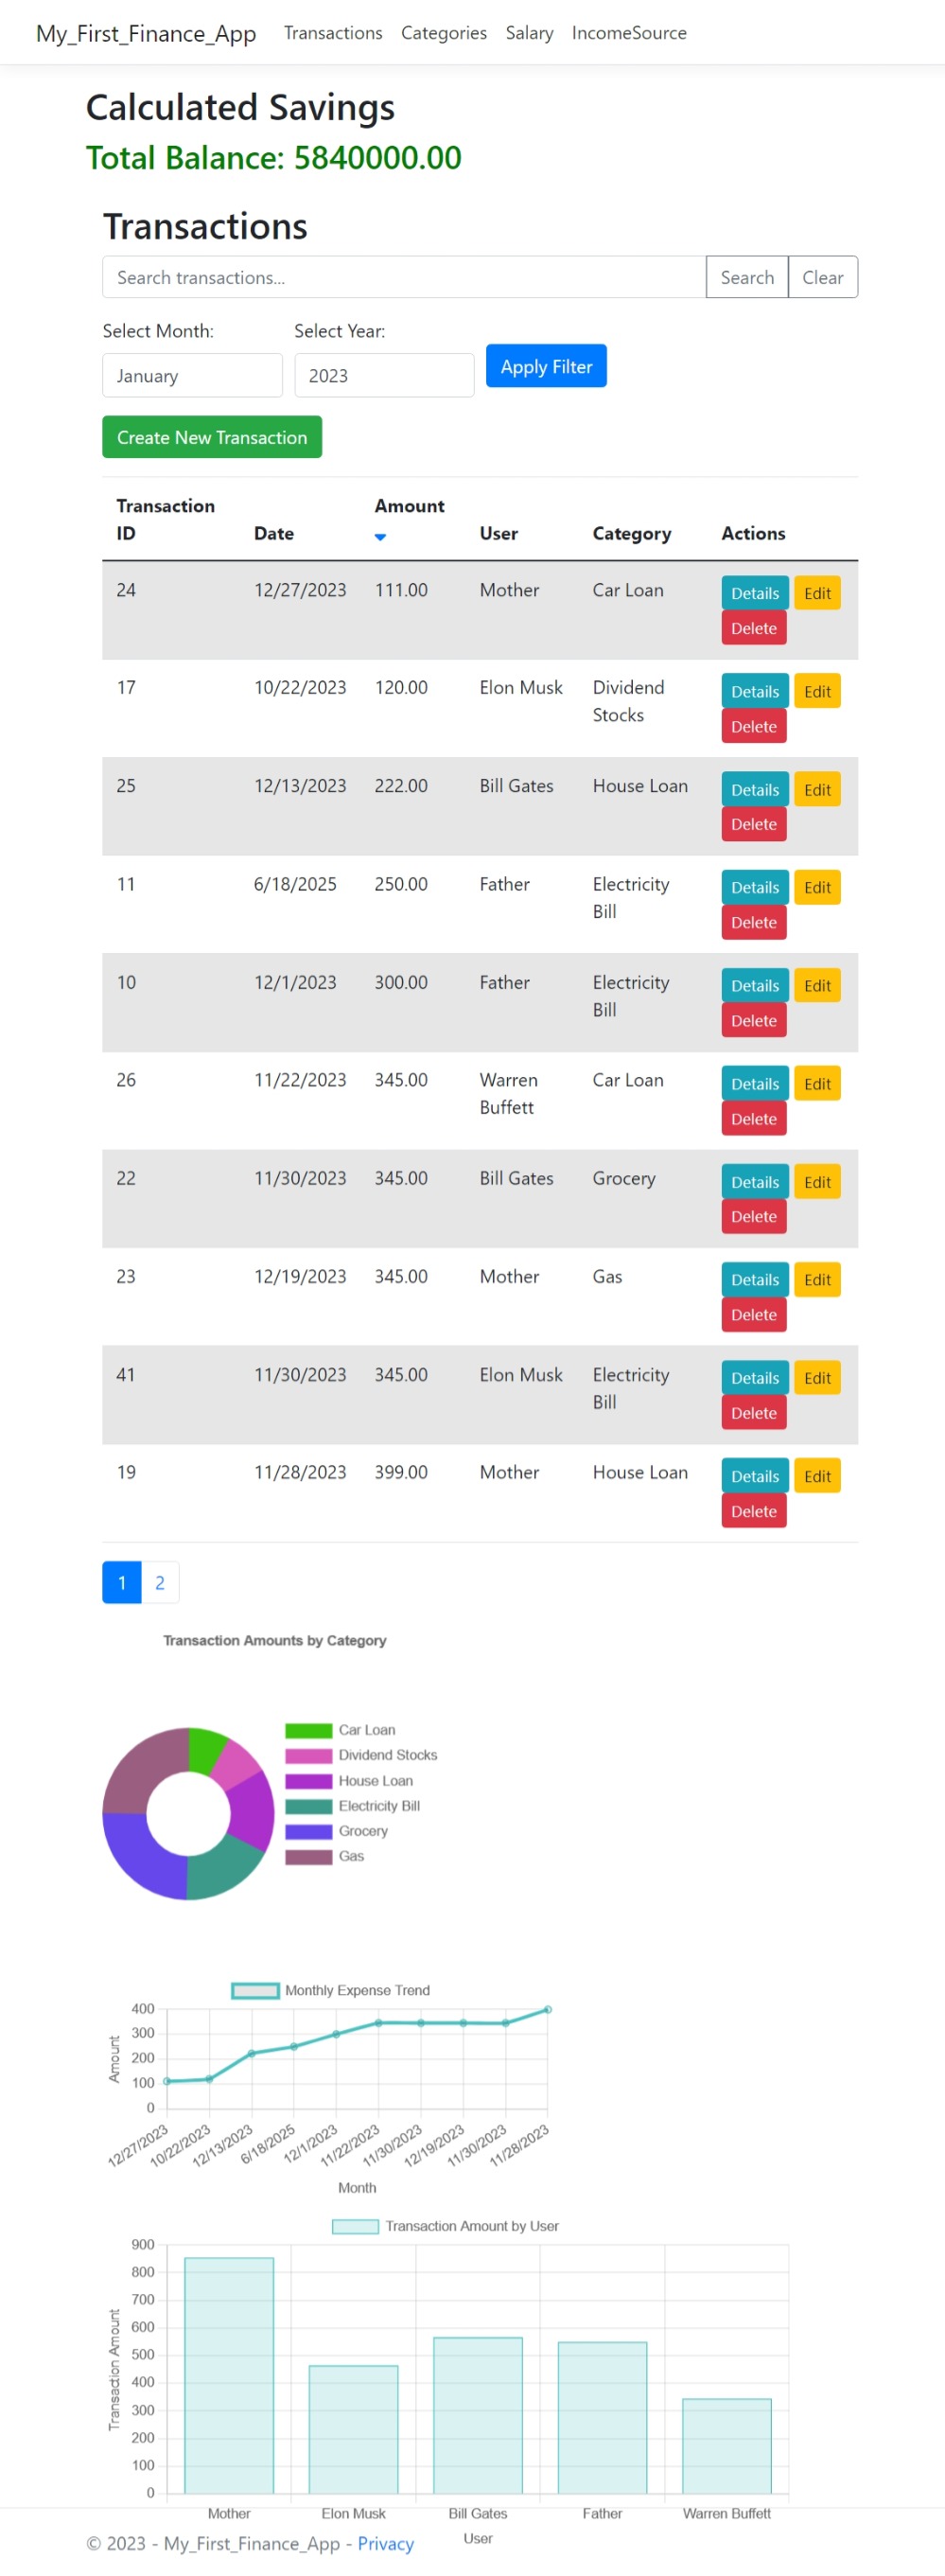 My_First_Finance_App Transactions Categories Salary IncomeSource
Calculated Savings
Total Balance: 5840000.00
Transactions
Search transactions... Search Clear
Select Month: Select Year:
January 2023 Apply Filter
Create New Transaction
Transaction Amount
ID Date User Category Actions
24 12/27/2023 111.00 Mother Car Loan Details Edit
Delete
17 10/22/2023 120.00 Elon Musk Dividend Details Edit
Stocks Delete
25 12/13/2023 222.00 Bill Gates House Loan Details Edit
Delete
11 6/18/2025 250.00 Father Electricity Details Edit
Bill Delete
10 12/1/2023 300.00 Father Electricity Details Edit
Bill Delete
26 11/22/2023 345.00 Warren Car Loan Details Edit
Buffett Delete
22 11/30/2023 345.00 Bill Gates Grocery Details Edit
Delete
23 12/19/2023 345.00 Mother Gas Details Edit
Delete
41 11/30/2023 345.00 Elon Musk Electricity Details Edit
Bill Delete
19 11/28/2023 399.00 Mother House Loan Details Edit
Delete
1 2
Transaction Amounts by Category
Car Loan
Dividend Stocks
House Loan
Electricity Bill
Grocery
Gas
Monthly Expense Trend
Amount
400
300
200
100
0
12/27/2023 10/22/2023 12/13/2023 6/18/2025 12/1/2023 11/22/2023 11/30/2023 12/19/2023 11/30/2023 11/28/2023
Month
Transaction Amount by User
Transaction Amount
900
800
700
600
500
400
300
200
100
0
Mother Elon Musk Bill Gates Father Warren Buffett
User
© 2023 - My_First_Finance_App - Privacy